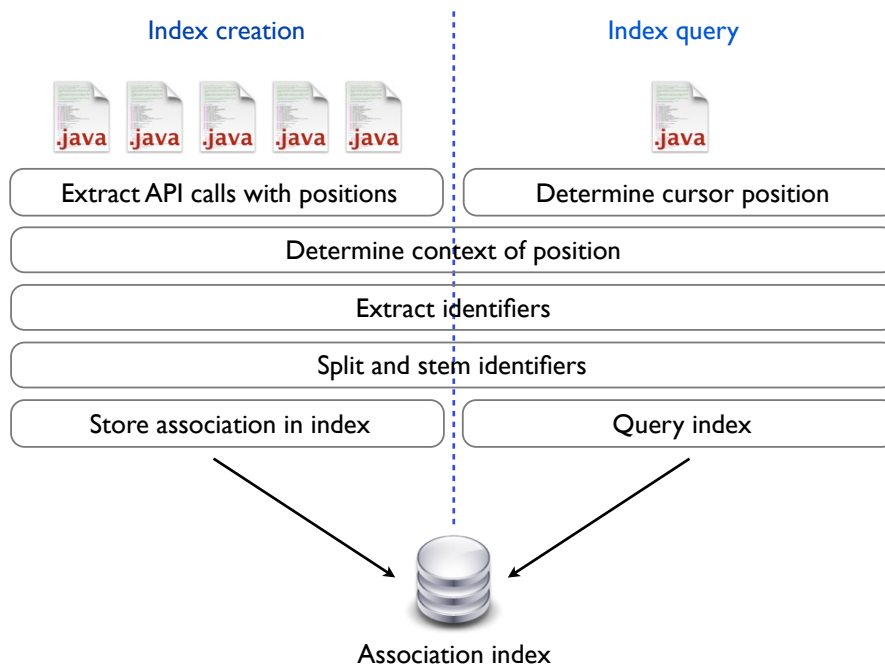 Index creation
Index query
.java .java .java .java .java
.java
Extract API calls with positions
Determine cursor position
Determine context of position
Extract identifiers
Split and stem identifiers
Store association in index
Query index
Association index